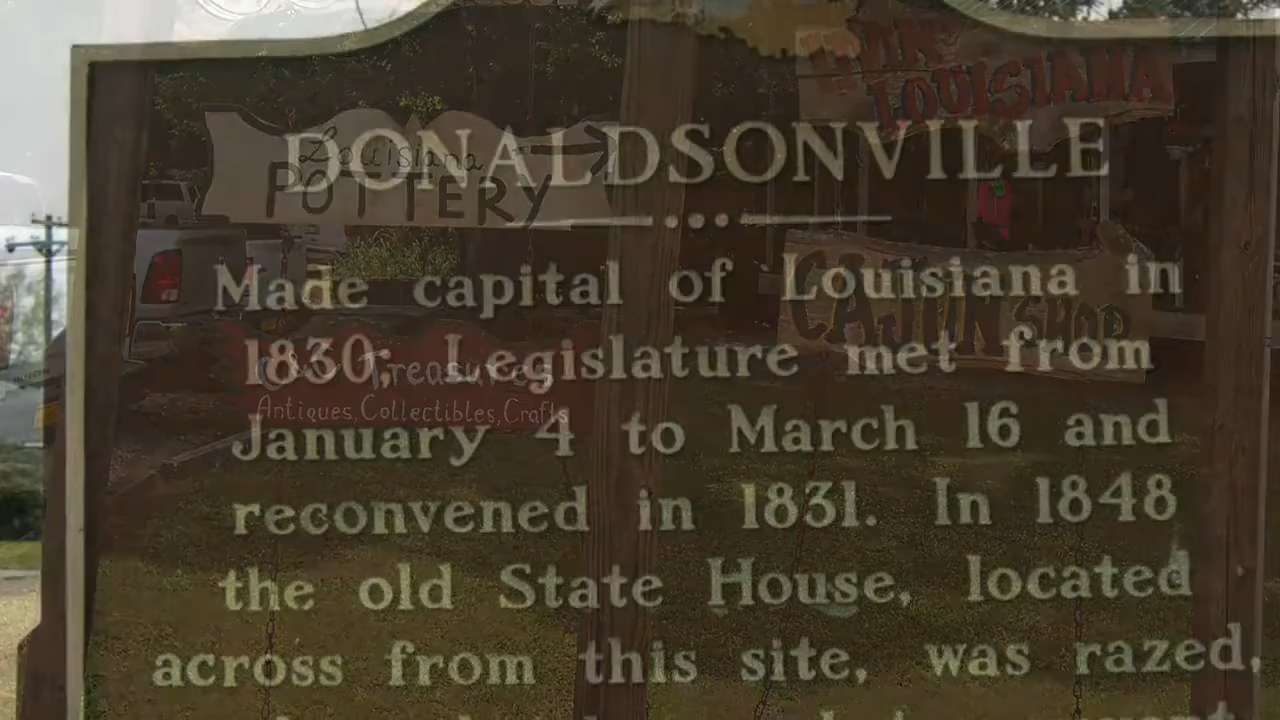 DONALDSONVILLE
Made capital of Louisiana in
1830; Legislature met from
January 4 to March 16 and
reconvened in 1831. In 1848
the old State House, located
across from this site, was razed,
Louisiana
POTTERY
Treasures
Antiques, Collectibles, Crafts
LOUISIANA
CAJUN SHOP